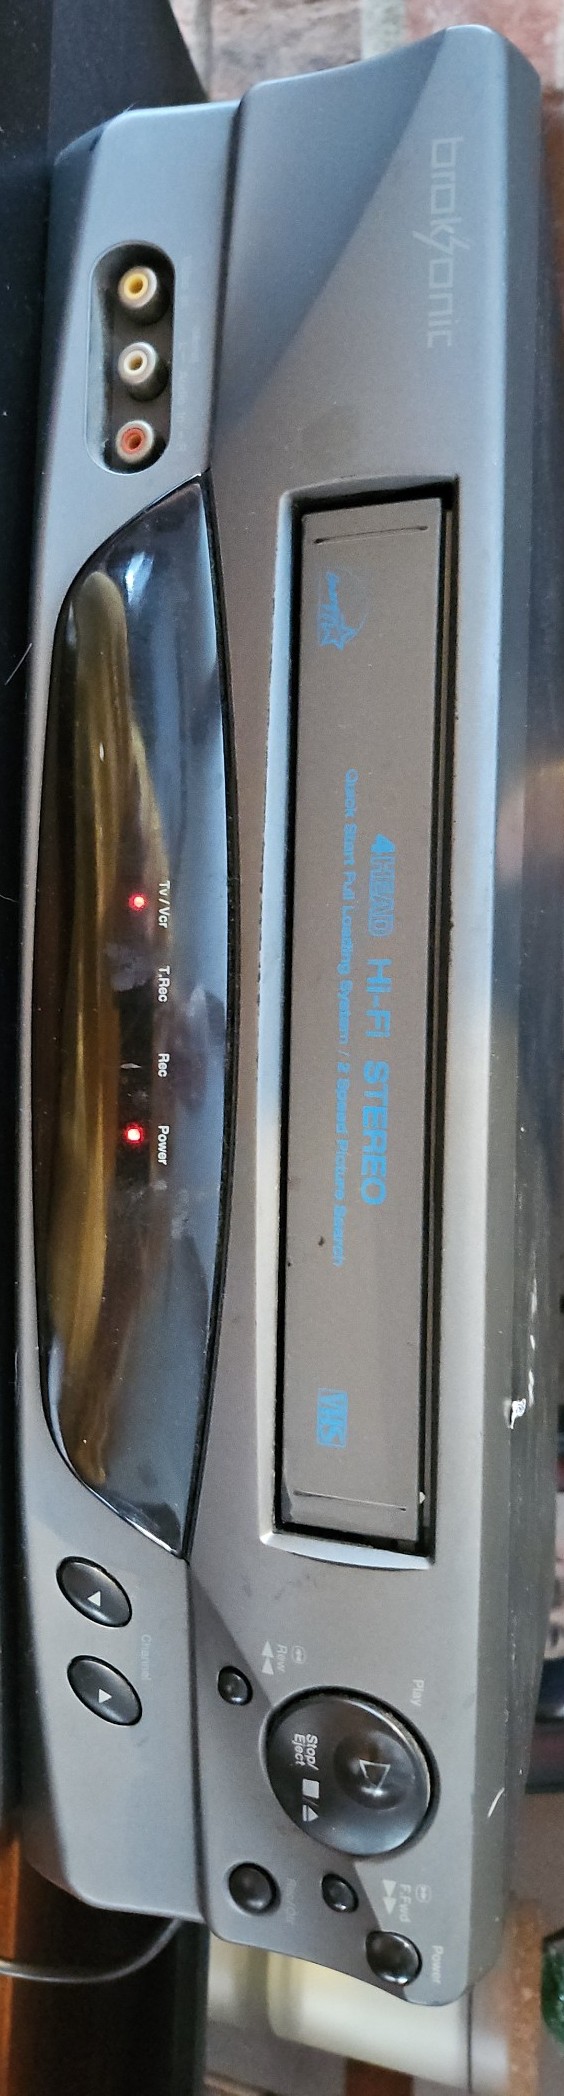 broksonic
4HEAD Hi-Fi STEREO
Quick Start Full Loading System / 2 Speed Picture Search
VHS
Tv/Vcr
T.Rec
Rec
Power
Channel
Play
Rew
Stop/
Eject
F.Fwd
Record
Power